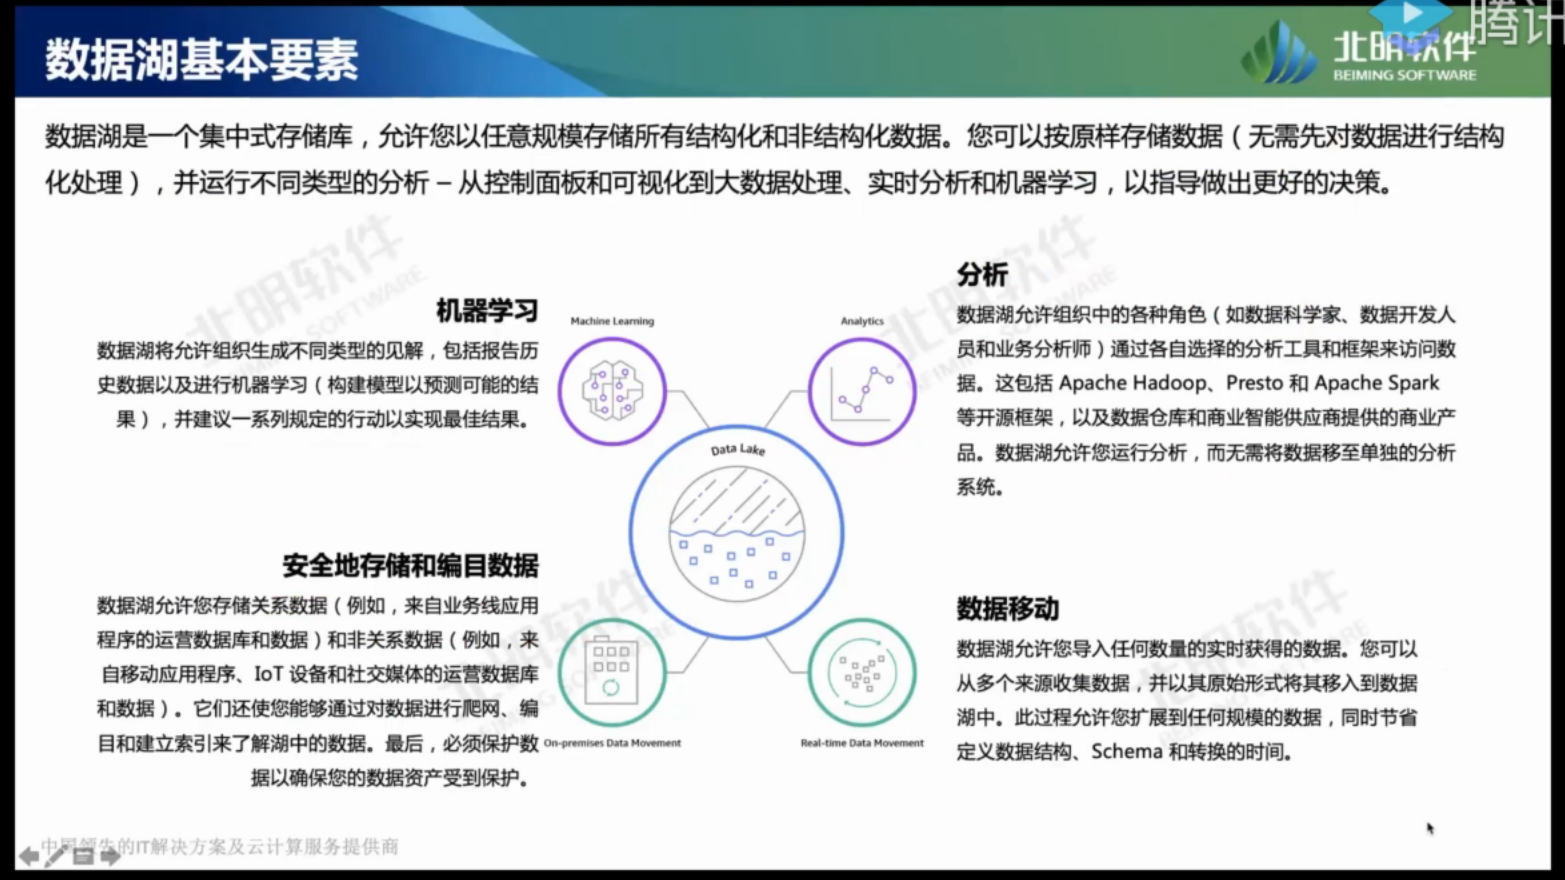 数据湖基本要素
腾讯
北明软件
BEIMING SOFTWARE
数据湖是一个集中式存储库，允许您以任意规模存储所有结构化和非结构化数据。您可以按原样存储数据（无需先对数据进行结构
化处理），并运行不同类型的分析 – 从控制面板和可视化到大数据处理、实时分析和机器学习，以指导做出更好的决策。
机器学习
数据湖将允许组织生成不同类型的见解，包括报告历
史数据以及进行机器学习（构建模型以预测可能的结
果），并建议一系列规定的行动以实现最佳结果。
安全地存储和编目数据
数据湖允许您存储关系数据（例如，来自业务线应用
程序的运营数据库和数据）和非关系数据（例如，来
自移动应用程序、IoT 设备和社交媒体的运营数据库
和数据）。它们还使您能够通过对数据进行爬网、编
目和建立索引来了解湖中的数据。最后，必须保护数
据以确保您的数据资产受到保护。
Machine Learning
Analytics
Data Lake
On-premises Data Movement
Real-time Data Movement
分析
数据湖允许组织中的各种角色（如数据科学家、数据开发人
员和业务分析师）通过各自选择的分析工具和框架来访问数
据。这包括 Apache Hadoop、Presto 和 Apache Spark
等开源框架，以及数据仓库和商业智能供应商提供的商业产
品。数据湖允许您运行分析，而无需将数据移至单独的分析
系统。
数据移动
数据湖允许您导入任何数量的实时获得的数据。您可以
从多个来源收集数据，并以其原始形式将其移入到数据
湖中。此过程允许您扩展到任何规模的数据，同时节省
定义数据结构、Schema 和转换的时间。
北明软件
BEIMING SOFTWARE
北明软件
BEIMING SOFTWARE
北明软件
BEIMING SOFTWARE
北明软件
BEIMING SOFTWARE
中国领先的IT解决方案及云计算服务提供商